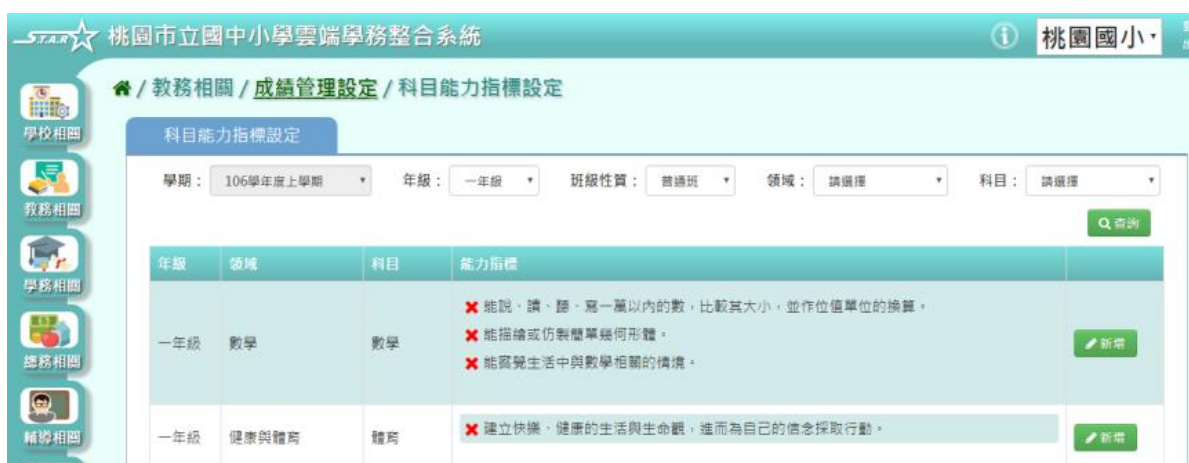 STAR 桃園市立國中小學雲端學務整合系統 桃園國小
/ 教務相關 / 成績管理設定 / 科目能力指標設定
學校相關
教務相關
學務相關
總務相關
輔導相關
科目能力指標設定
學期： 106學年度上學期 年級： 一年級 班級性質： 普通班 領域： 請選擇 科目： 請選擇
查詢
年級 領域 科目 能力指標
能說、讀、聽、寫一萬以內的數，比較其大小，並作位值單位的換算。
能描繪或仿製簡單幾何形體。
一年級 數學 數學 新增
能察覺生活中與數學相關的情境。
一年級 健康與體育 體育 建立快樂、健康的生活與生命觀，進而為自己的信念採取行動。 新增